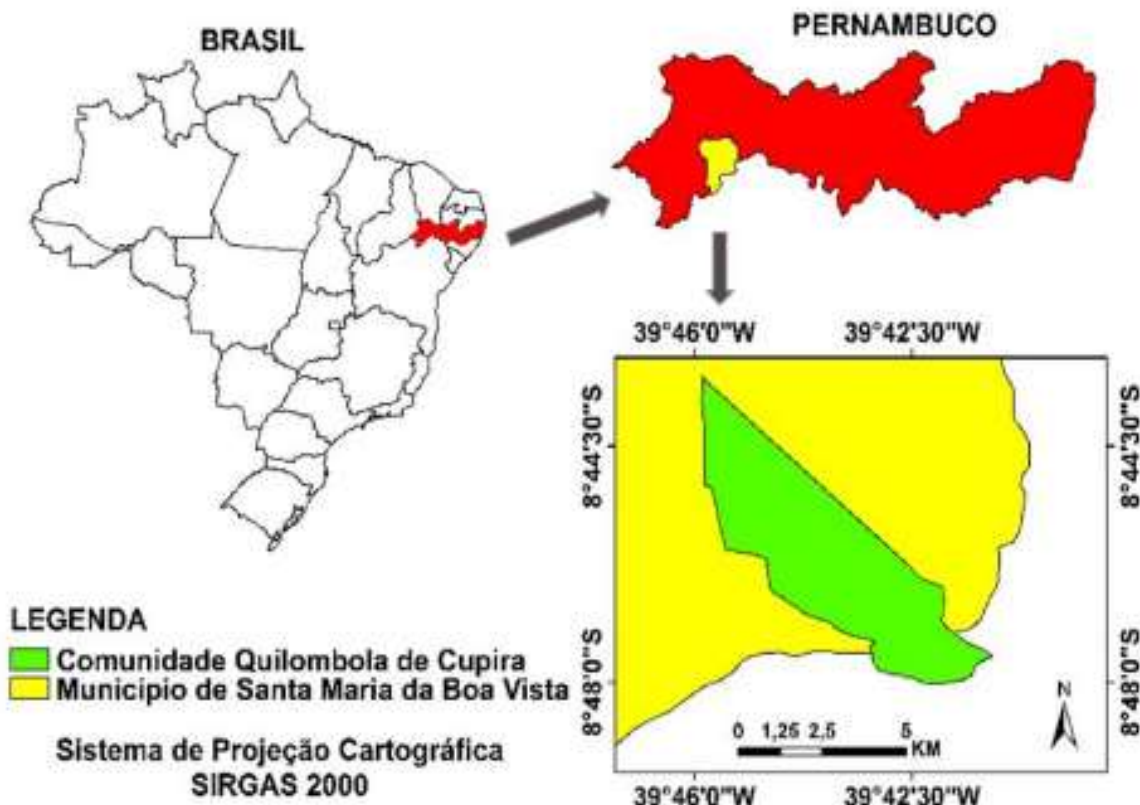 BRASIL
PERNAMBUCO
39°46'0"W 39°42'30"W
8°44'30"S 8°44'30"S
8°48'0"S 8°48'0"S
N
0 1,25 2,5 5
KM
39°46'0"W 39°42'30"W
LEGENDA
Comunidade Quilombola de Cupira
Município de Santa Maria da Boa Vista
Sistema de Projeção Cartográfica
SIRGAS 2000